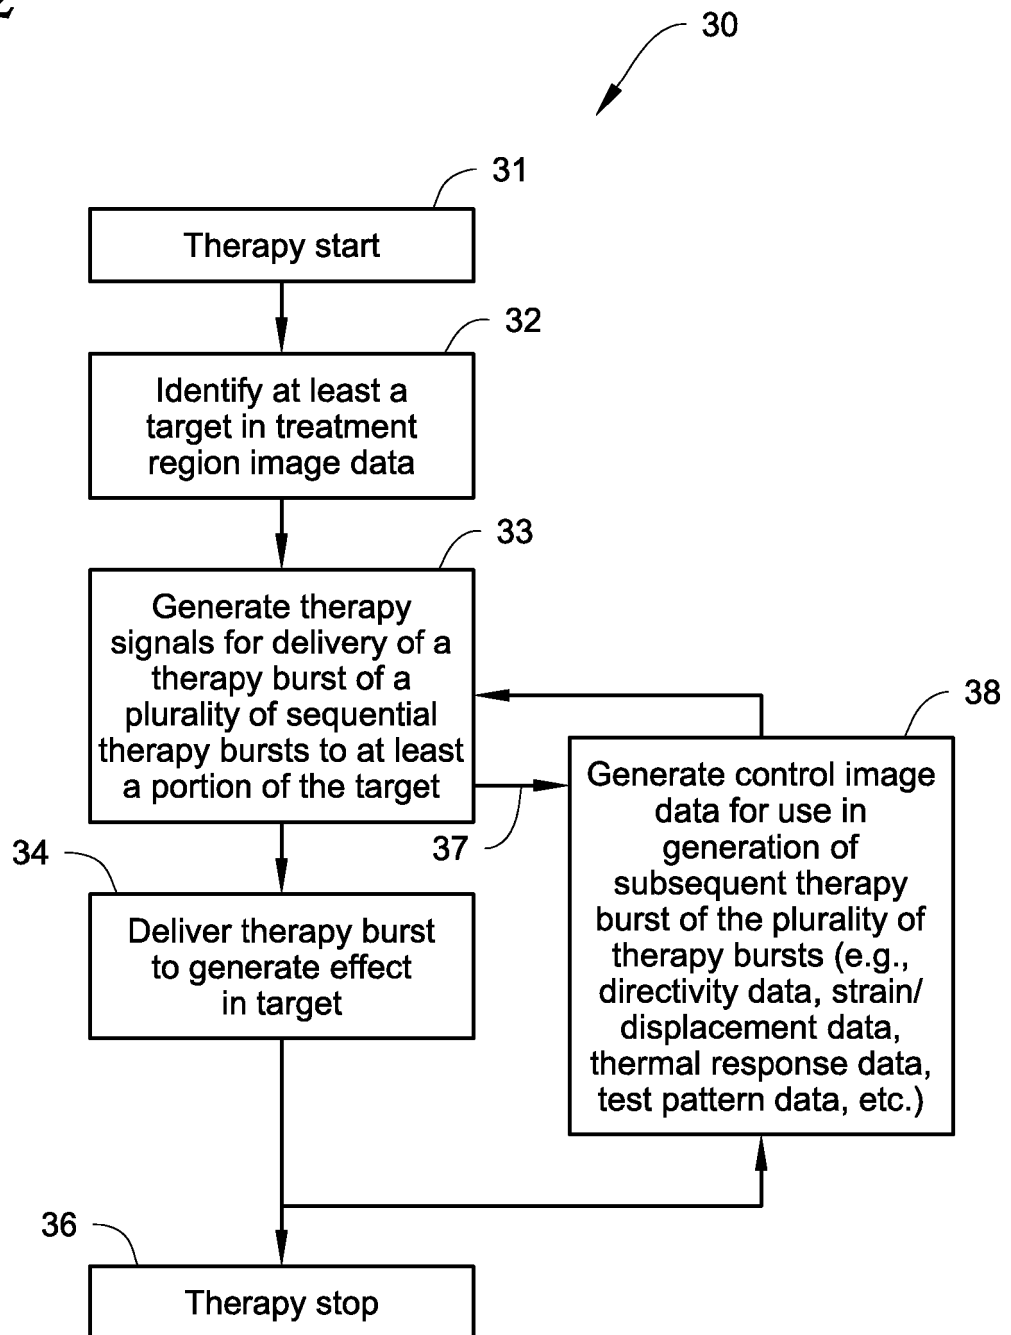 30
31
Therapy start
32
Identify at least a
target in treatment
region image data
33
Generate therapy
signals for delivery of a
therapy burst of a
plurality of sequential
therapy bursts to at least
a portion of the target
37
38
Generate control image
data for use in
generation of
subsequent therapy
burst of the plurality of
therapy bursts (e.g.,
directivity data, strain/
displacement data,
thermal response data,
test pattern data, etc.)
34
Deliver therapy burst
to generate effect
in target
36
Therapy stop